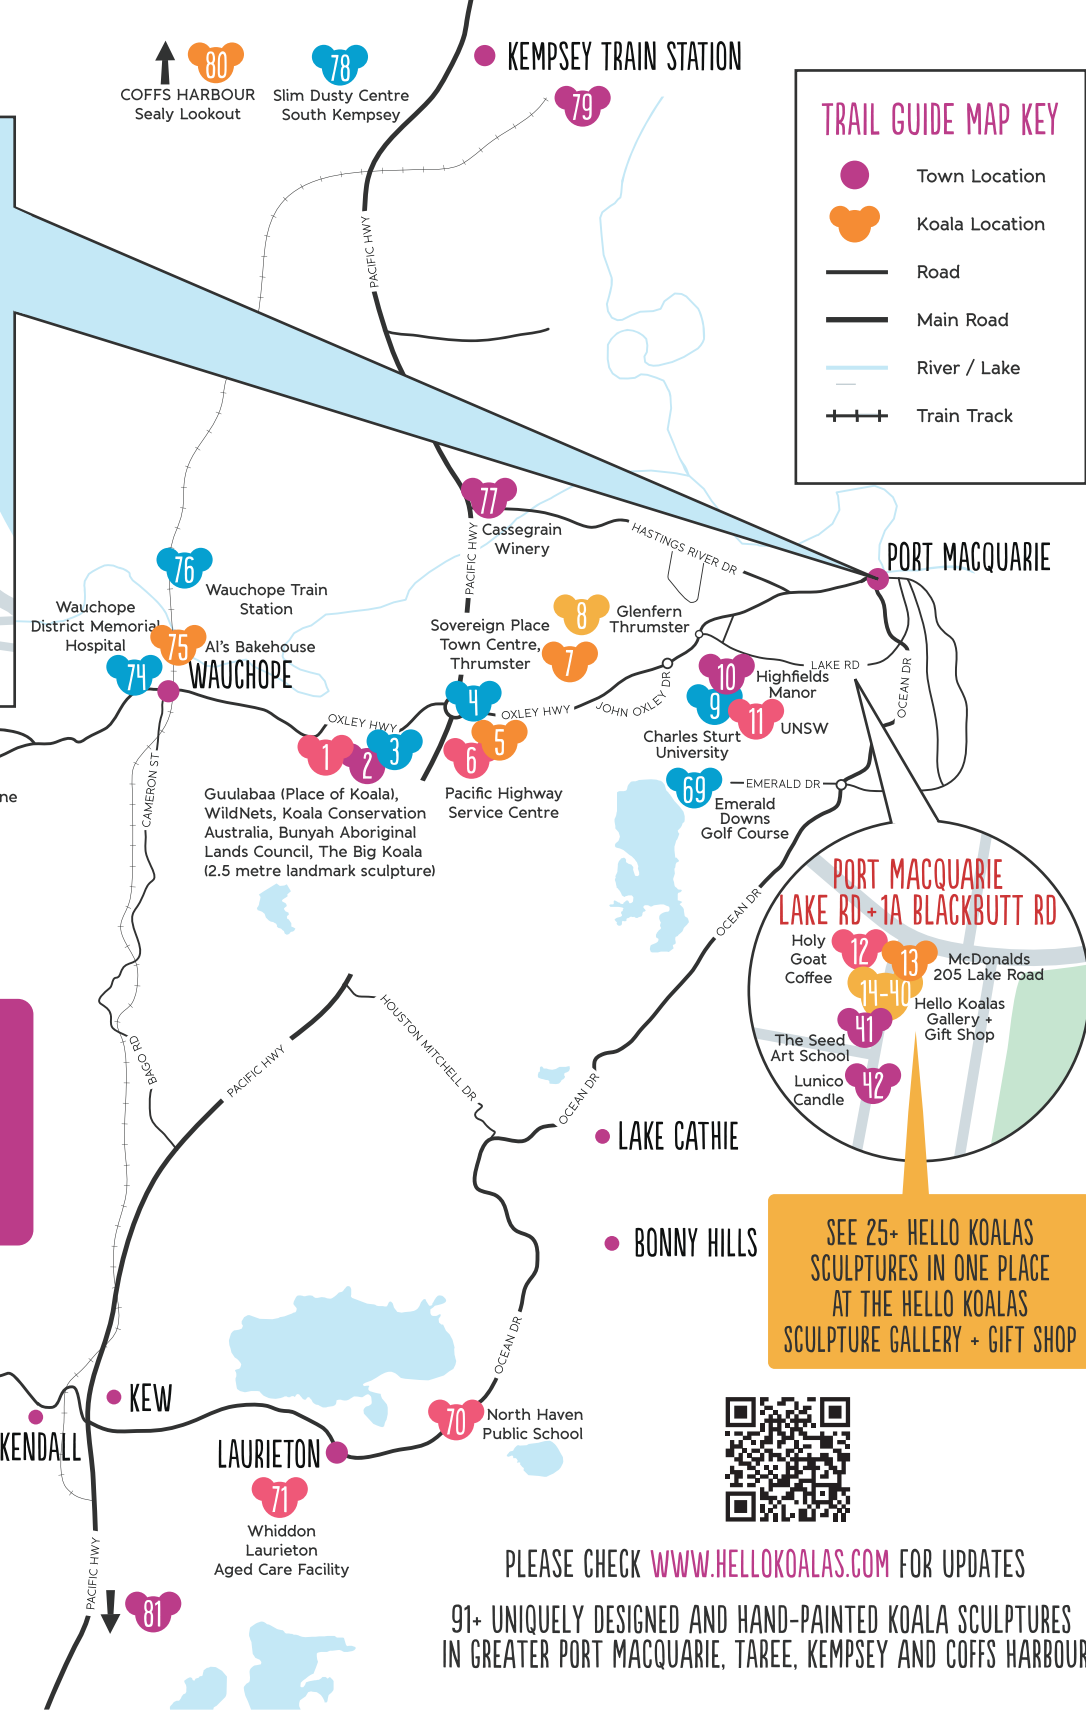 KEMPSEY TRAIN STATION
80
78
79
COFFS HARBOUR
Sealy Lookout
Slim Dusty Centre
South Kempsey
TRAIL GUIDE MAP KEY
Town Location
Koala Location
Road
Main Road
River / Lake
Train Track
PACIFIC HWY
77
Cassegrain
Winery
PACIFIC HWY
HASTINGS RIVER DR
PORT MACQUARIE
76
Wauchope Train
Station
Wauchope
District Memorial
Hospital
75
Al's Bakehouse
74
WAUCHOPE
8
Glenfern
Thrumster
Sovereign Place
Town Centre,
Thrumster
7
4
OXLEY HWY
OXLEY HWY
JOHN OXLEY DR
LAKE RD
OCEAN DR
10
Highfields
Manor
9
11
UNSW
Charles Sturt
University
1
2
3
5
6
Guulabaa (Place of Koala),
WildNets, Koala Conservation
Australia, Bunyah Aboriginal
Lands Council, The Big Koala
(2.5 metre landmark sculpture)
Pacific Highway
Service Centre
69
EMERALD DR
Emerald
Downs
Golf Course
ne
CAMERON ST
OCEAN DR
PORT MACQUARIE
LAKE RD + 1A BLACKBUTT RD
Holy
Goat
Coffee
12
13
McDonalds
205 Lake Road
14-40
Hello Koalas
Gallery +
Gift Shop
41
The Seed
Art School
42
Lunico
Candle
BAGO RD
PACIFIC HWY
HOUSTON MITCHELL DR
OCEAN DR
LAKE CATHIE
BONNY HILLS
SEE 25+ HELLO KOALAS
SCULPTURES IN ONE PLACE
AT THE HELLO KOALAS
SCULPTURE GALLERY + GIFT SHOP
OCEAN DR
KEW
KENDALL
LAURIETON
70
North Haven
Public School
71
Whiddon
Laurieton
Aged Care Facility
PACIFIC HWY
81
PLEASE CHECK WWW.HELLOKOALAS.COM FOR UPDATES
91+ UNIQUELY DESIGNED AND HAND-PAINTED KOALA SCULPTURES
IN GREATER PORT MACQUARIE, TAREE, KEMPSEY AND COFFS HARBOUR